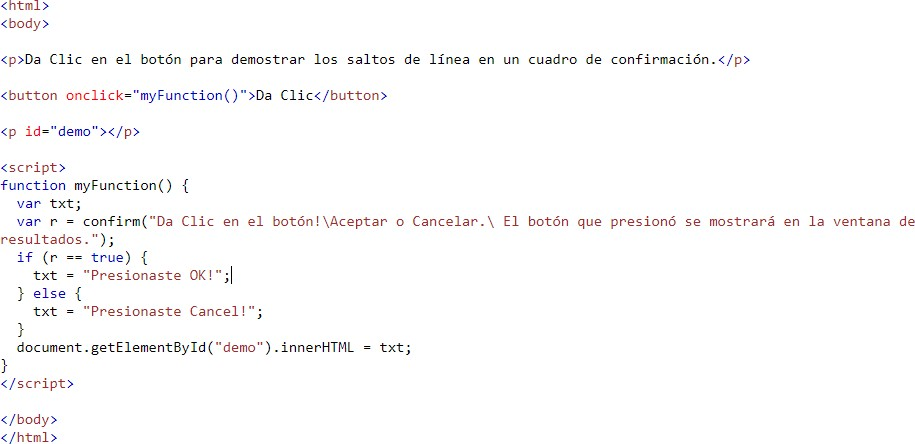 <html>
<body>
<p>Da Clic en el botón para demostrar los saltos de línea en un cuadro de confirmación.</p>
<button onclick="myFunction()">Da Clic</button>
<p id="demo"></p>
<script>
function myFunction() {
  var txt;
  var r = confirm("Da Clic en el botón!\Aceptar o Cancelar.\ El botón que presionó se mostrará en la ventana de
resultados.");
  if (r == true) {
    txt = "Presionaste OK!";
  } else {
    txt = "Presionaste Cancel!";
  }
  document.getElementById("demo").innerHTML = txt;
}
</script>
</body>
</html>